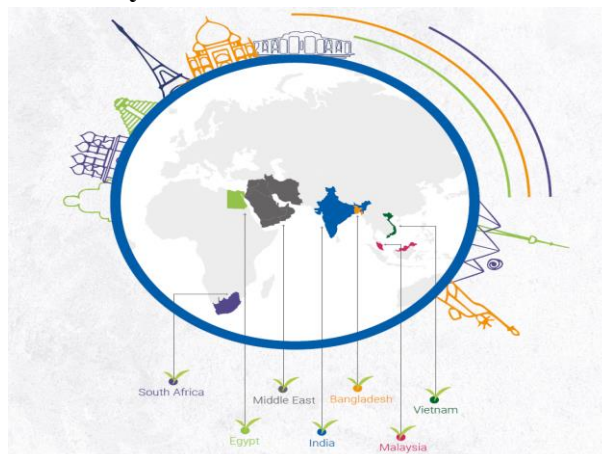 South Africa
Middle East
Bangladesh
Vietnam
Egypt
India
Malaysia